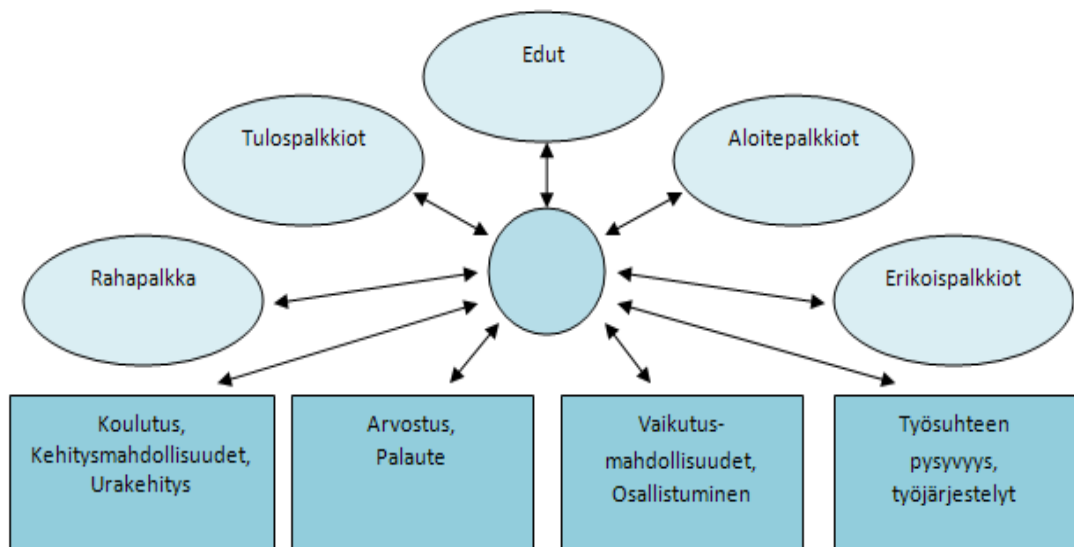 Edut
Tulospalkkiot
Aloitepalkkiot
Rahapalkka
Erikoispalkkiot
Koulutus,
Kehitysmahdollisuudet,
Urakehitys
Arvostus,
Palaute
Vaikutus-
mahdollisuudet,
Osallistuminen
Työsuhteen
pysyvyys,
työjärjestelyt